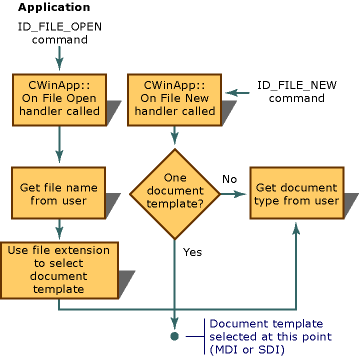 Application
ID_FILE_OPEN
command
CWinApp::
On File Open
handler called
CWinApp::
On File New
handler called
ID_FILE_NEW
command
Get file name
from user
One
document
template?
No
Get document
type from user
Yes
Use file extension
to select
document
template
Document template
selected at this point
(MDI or SDI)